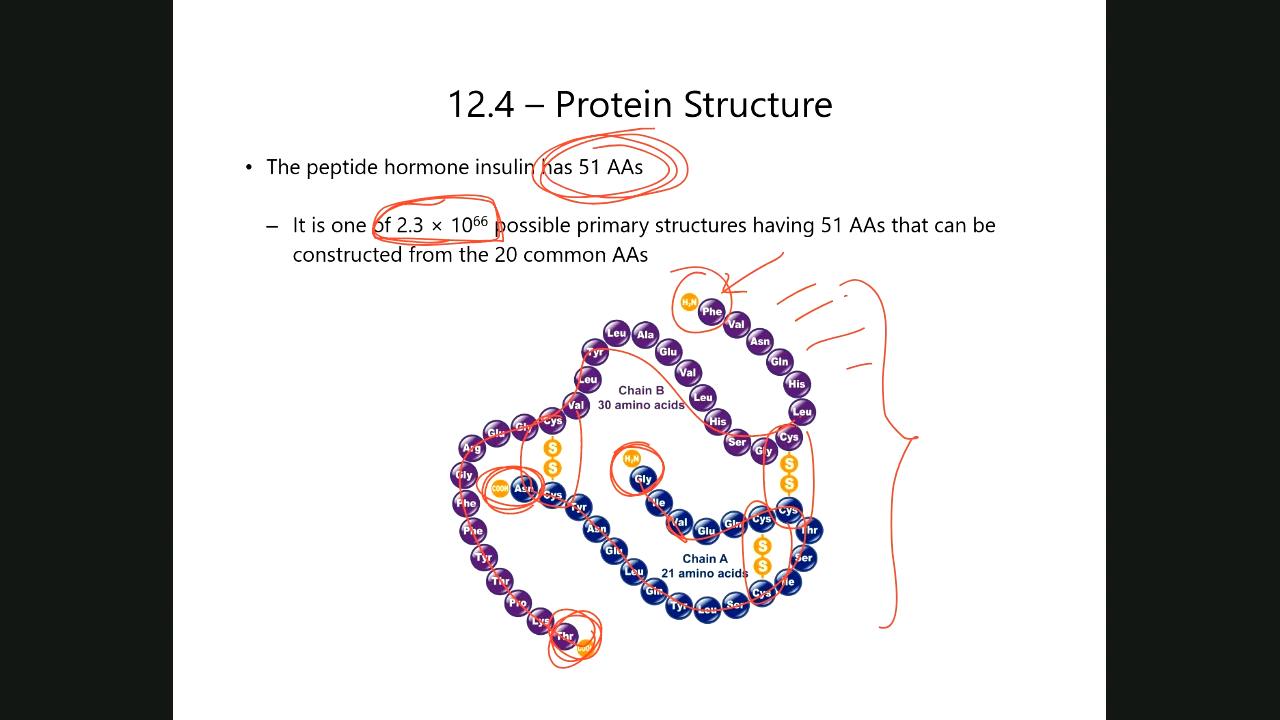 12.4 – Protein Structure
• The peptide hormone insulin has 51 AAs
– It is one of 2.3 × 10⁶⁶ possible primary structures having 51 AAs that can be
constructed from the 20 common AAs
H₂N Phe Val Asn Gln His Leu Cys Gly Ser His Leu Val Glu Ala Leu Tyr Leu Val Cys Gly Glu Arg Gly Phe Phe Tyr Thr Pro Lys Thr COOH
Chain B
30 amino acids
S S
S S
H₂N Gly Ile Val Glu Gln Cys Cys Thr Ser Ile Cys Ser Leu Tyr Gln Leu Glu Asn Tyr Cys Asn COOH
Chain A
21 amino acids
S S